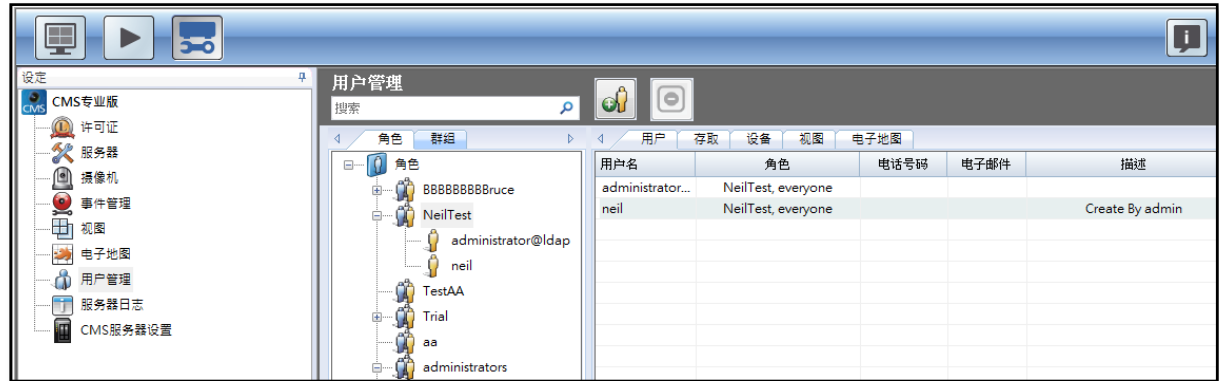 设定
CMS
CMS专业版
许可证
服务器
摄像机
事件管理
视图
电子地图
用户管理
服务器日志
CMS服务器设置
用户管理
搜索
角色 群组
角色
BBBBBBBBBruce
NeilTest
administrator@ldap
neil
TestAA
Trial
aa
administrators
用户 存取 设备 视图 电子地图
用户名 角色 电话号码 电子邮件 描述
administrator... NeilTest, everyone
neil NeilTest, everyone Create By admin